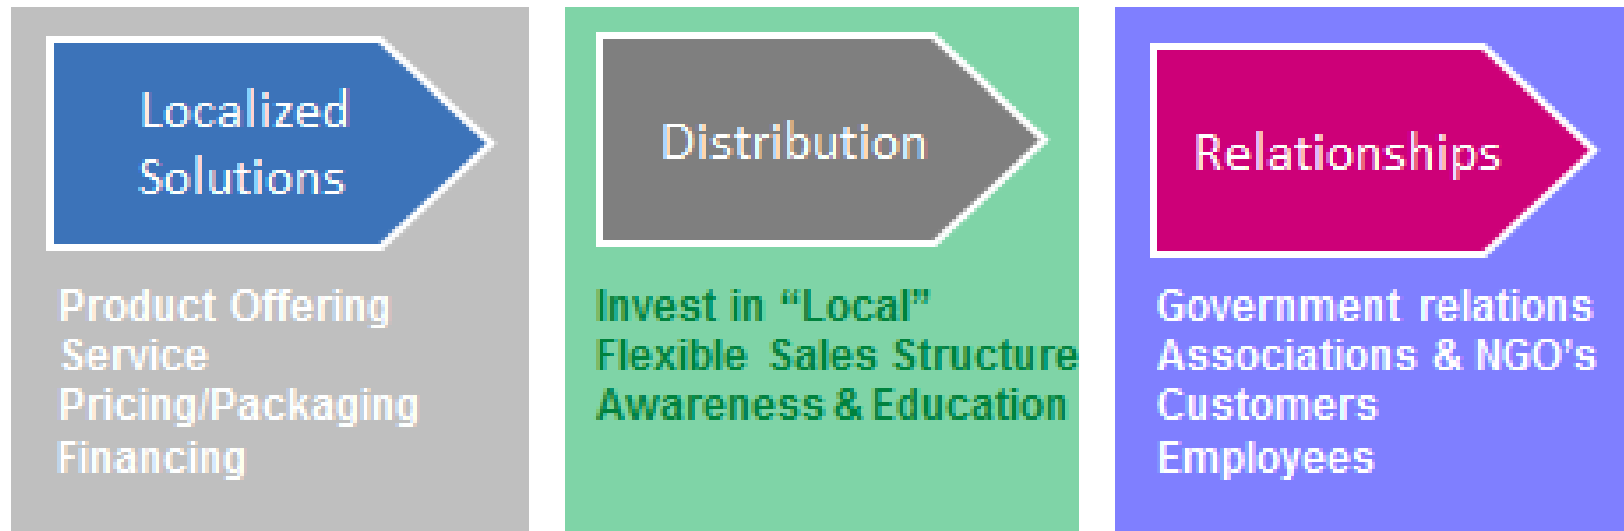 Localized
Solutions
Product Offering
Service
Pricing/Packaging
Financing
Distribution
Invest in “Local”
Flexible Sales Structure
Awareness & Education
Relationships
Government relations
Associations & NGO’s
Customers
Employees